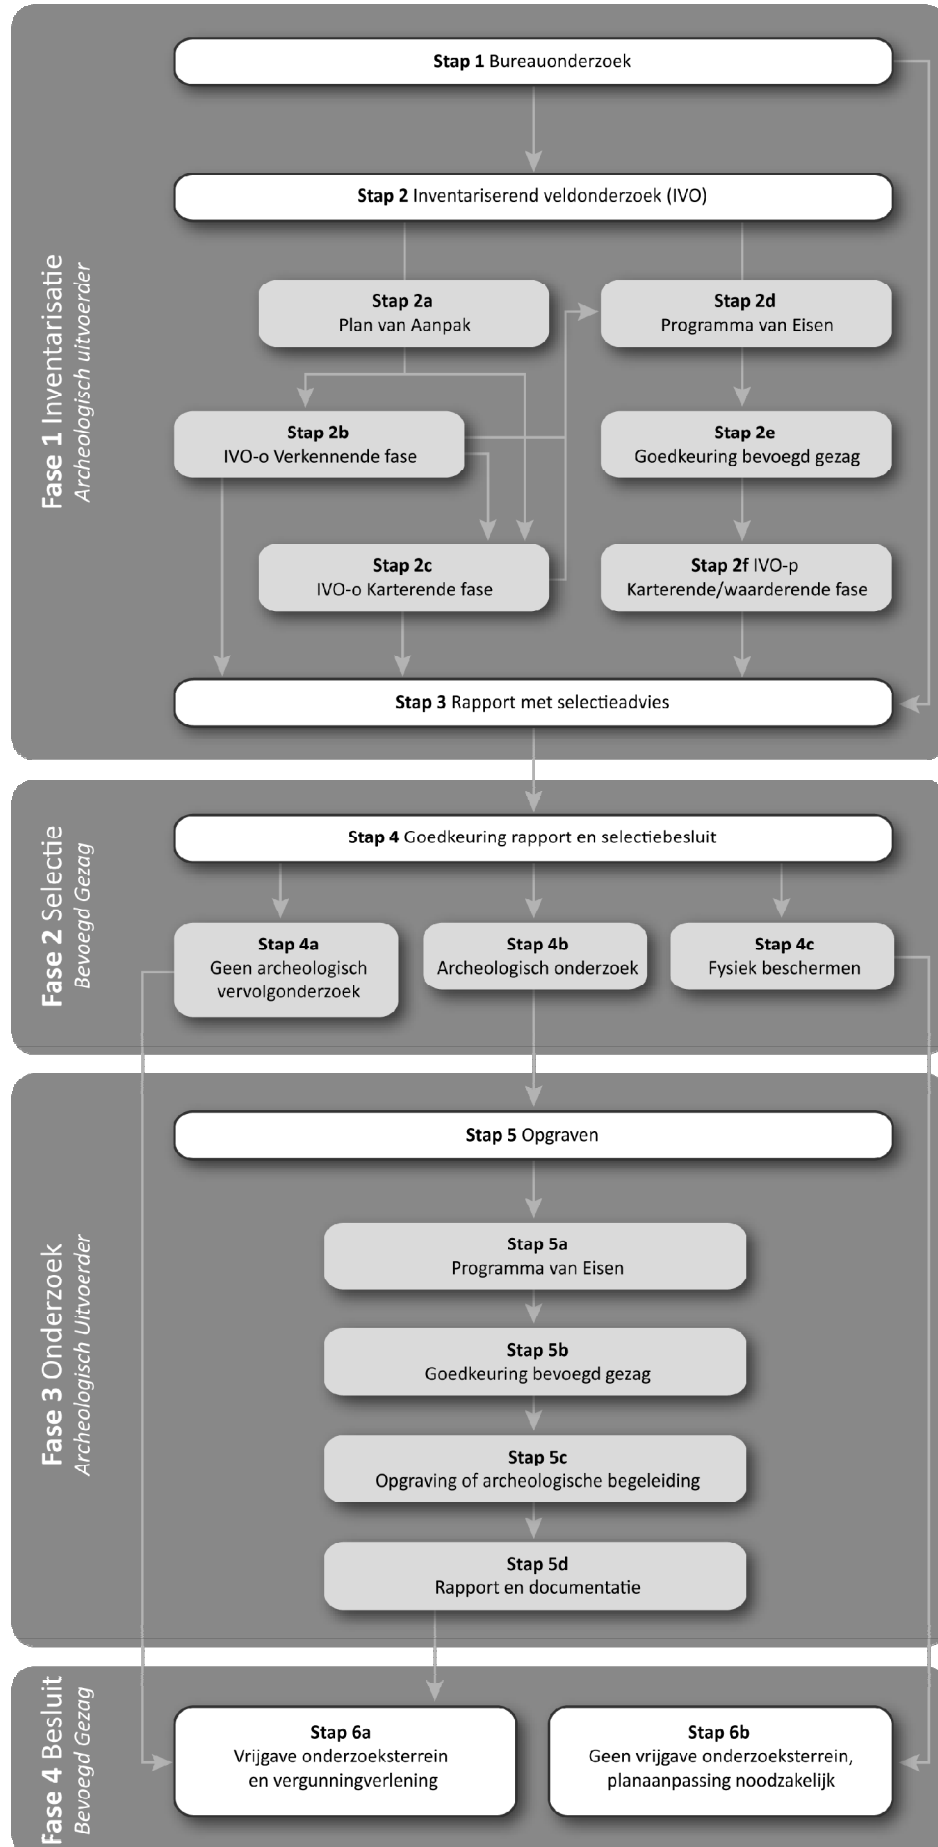 Fase 1 Inventarisatie
Archeologisch uitvoerder
Stap 1 Bureauonderzoek
Stap 2 Inventariserend veldonderzoek (IVO)
Stap 2a
Plan van Aanpak
Stap 2d
Programma van Eisen
Stap 2b
IVO-o Verkennende fase
Stap 2e
Goedkeuring bevoegd gezag
Stap 2c
IVO-o Karterende fase
Stap 2f IVO-p
Karterende/waarderende fase
Stap 3 Rapport met selectieadvies
Fase 2 Selectie
Bevoegd Gezag
Stap 4 Goedkeuring rapport en selectiebesluit
Stap 4a
Geen archeologisch
vervolgonderzoek
Stap 4b
Archeologisch onderzoek
Stap 4c
Fysiek beschermen
Fase 3 Onderzoek
Archeologisch Uitvoerder
Stap 5 Opgraven
Stap 5a
Programma van Eisen
Stap 5b
Goedkeuring bevoegd gezag
Stap 5c
Opgraving of archeologische begeleiding
Stap 5d
Rapport en documentatie
Fase 4 Besluit
Bevoegd Gezag
Stap 6a
Vrijgave onderzoeksterrein
en vergunningverlening
Stap 6b
Geen vrijgave onderzoeksterrein,
planaanpassing noodzakelijk